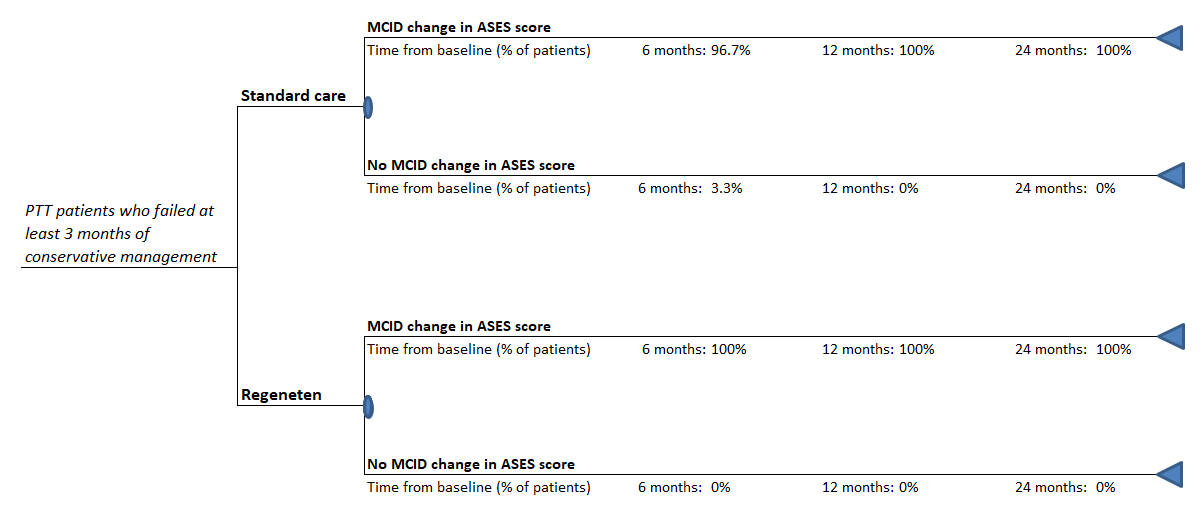 MCID change in ASES score
Time from baseline (% of patients) 6 months: 96.7% 12 months: 100% 24 months: 100%
Standard care
No MCID change in ASES score
Time from baseline (% of patients) 6 months: 3.3% 12 months: 0% 24 months: 0%
PTT patients who failed at
least 3 months of
conservative management
MCID change in ASES score
Time from baseline (% of patients) 6 months: 100% 12 months: 100% 24 months: 100%
Regeneten
No MCID change in ASES score
Time from baseline (% of patients) 6 months: 0% 12 months: 0% 24 months: 0%